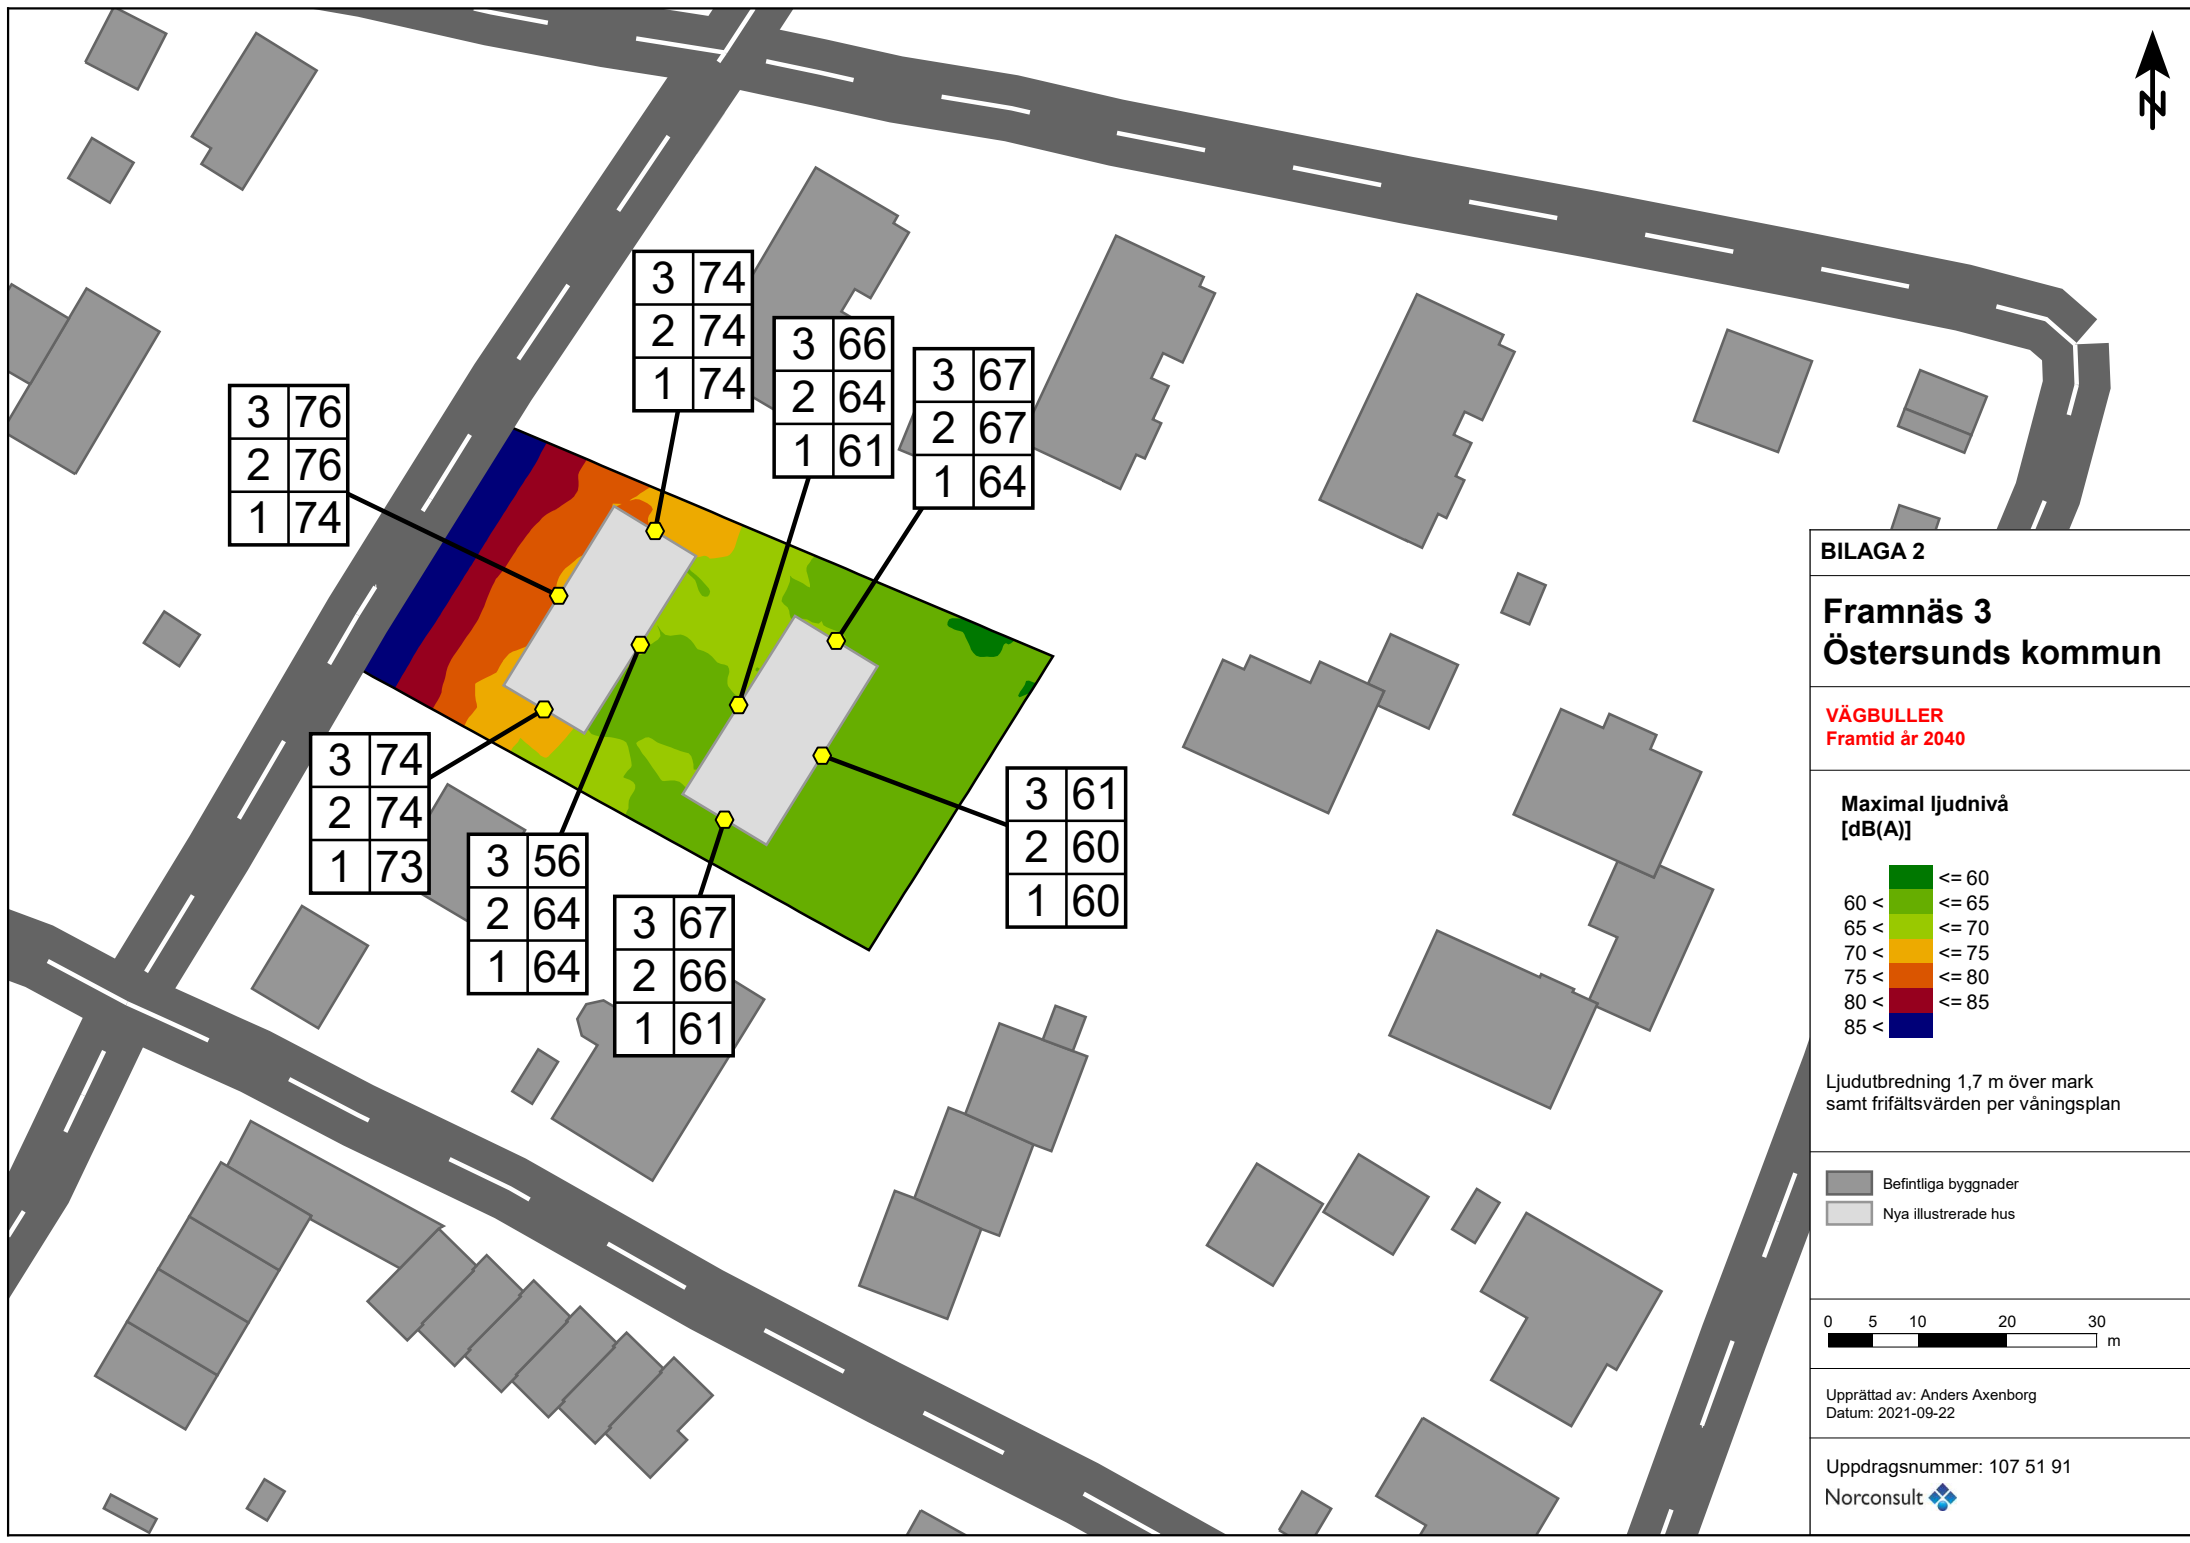 N
3 74
2 74
1 74
3 66
2 64
1 61
3 67
2 67
1 64
3 76
2 76
1 74
3 74
2 74
1 73
3 56
2 64
1 64
3 67
2 66
1 61
3 61
2 60
1 60
BILAGA 2
Framnäs 3
Östersunds kommun
VÄGBULLER
Framtid år 2040
Maximal ljudnivå
[dB(A)]
<= 60
60 < <= 65
65 < <= 70
70 < <= 75
75 < <= 80
80 < <= 85
85 <
Ljudutbredning 1,7 m över mark
samt frifältsvärden per våningsplan
Befintliga byggnader
Nya illustrerade hus
0 5 10 20 30
m
Upprättad av: Anders Axenborg
Datum: 2021-09-22
Uppdragsnummer: 107 51 91
Norconsult